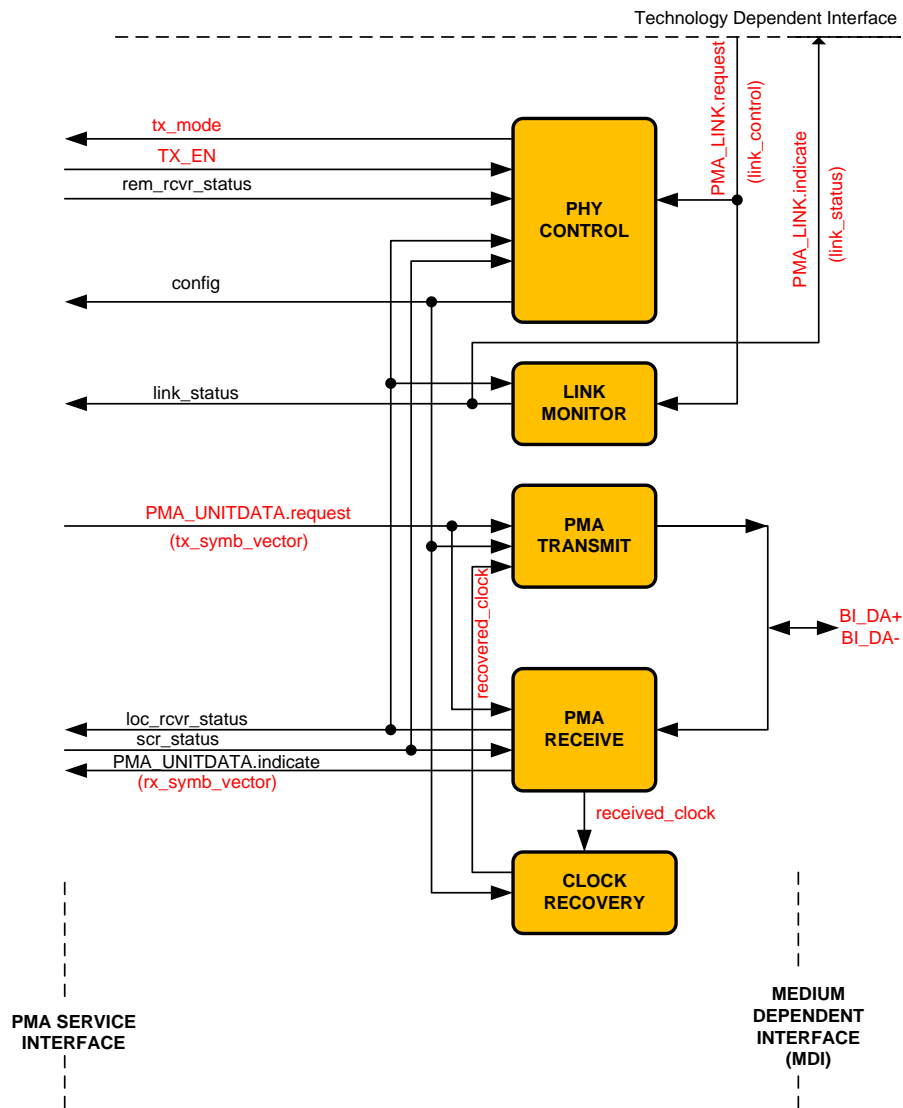 Technology Dependent Interface
PMA_LINK.request
(link_control)
PMA_LINK.indicate
(link_status)
tx_mode
TX_EN
rem_rcvr_status
PHY
CONTROL
config
link_status
LINK
MONITOR
PMA_UNITDATA.request
(tx_symb_vector)
PMA
TRANSMIT
recovered_clock
BI_DA+
BI_DA-
loc_rcvr_status
scr_status
PMA_UNITDATA.indicate
(rx_symb_vector)
PMA
RECEIVE
received_clock
CLOCK
RECOVERY
PMA SERVICE
INTERFACE
MEDIUM
DEPENDENT
INTERFACE
(MDI)